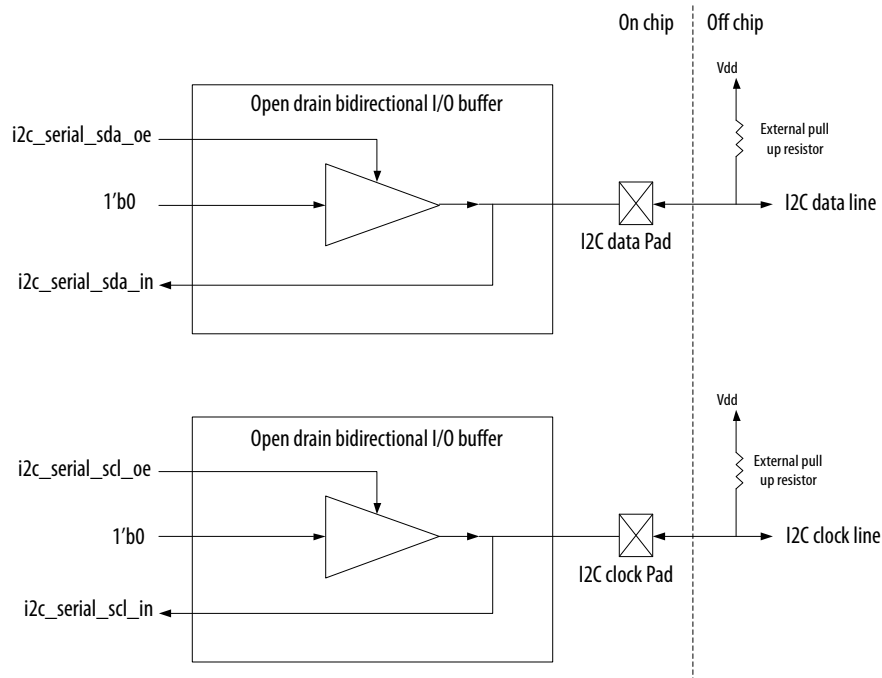 On chip
Off chip
Vdd
Open drain bidirectional I/O buffer
i2c_serial_sda_oe
External pull
up resistor
1'b0
I2C data line
I2C data Pad
i2c_serial_sda_in
Vdd
Open drain bidirectional I/O buffer
i2c_serial_scl_oe
External pull
up resistor
1'b0
I2C clock line
I2C clock Pad
i2c_serial_scl_in